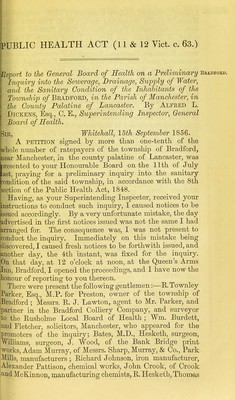 PUBLIC HEALTH ACT (11 & 12 Vict. c. 63.)
Report to the General Board of Health on a Preliminary
BRADFORD.
Inquiry into the Sewerage, Drainage, Supply of Water,
and the Sanitary Condition of the Inhabitants of the
Township of BRADFORD, in the Parish of Manchester, in
the County Palatine of Lancaster. By ALFRED L.
DICKENS, Esq., C. E., Superintending Inspector, General
Board of Health.
SIR, Whitehall, 15th September 1856.
A PETITION signed by more than one-tenth of the
whole number of ratepayers of the township of Bradford,
near Manchester, in the county palatine of Lancaster, was
presented to your Honourable Board on the 11th of July
last, praying for a preliminary inquiry into the sanitary
condition of the said township, in accordance with the 8th
section of the Public Health Act, 1848.
Having, as your Superintending Inspector, received your
instructions to conduct such inquiry, I caused notices to be
issued accordingly. By a very unfortunate mistake, the day
advertised in the first notices issued was not the same I had
arranged for. The consequence was, I was not present to
conduct the inquiry. Immediately on this mistake being
discovered, I caused fresh notices to be forthwith issued, and
another day, the 4th instant, was fixed for the inquiry.
On that day, at 12 o'clock at noon, at the Queen's Arms
Inn, Bradford, I opened the proceedings, and I have now the
honour of reporting to you thereon.
There were present the following gentlemen:—R. Townley
Parker, Esq., M.P. for Preston, owner of the township of
Bradford; Messrs. R. J. Lawton, agent to Mr. Parker, and
partner in the Bradford Colliery Company, and surveyor
to the Rusholme Local Board of Health; Wm. Burdett,
and Fletcher, solicitors, Manchester, who appeared for the
promoters of the inquiry; Bates, M.D., Hesketh, surgeon,
Williams, surgeon, J. Wood, of the Bank Bridge print
works, Adam Murray, of Messrs. Sharp, Murray, & Co., Park
Mills, manufacturers; Richard Johnson, iron manufacturer,
Alexander Pattison, chemical works, John Crook, of Crook
and McKinnon, manufacturing chemists, R. Hesketh, Thomas